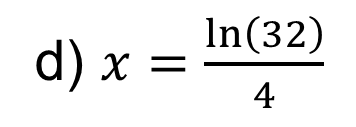 d) x = ln(32)/4